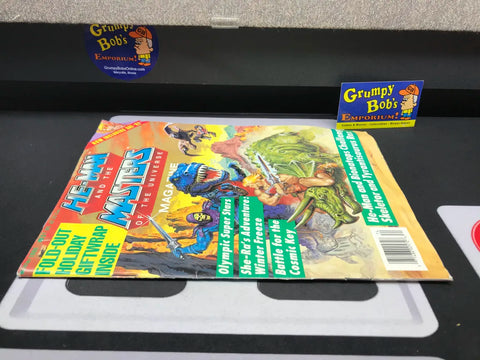 GRUMPY
BOB'S
EMPORIUM!
GrumpyBobsOnline.com
GRUMPY
BOB'S
EMPORIUM!
HE-MAN
AND THE
MASTERS
OF THE UNIVERSE
MAGAZINE
FOLD-OUT
HOLIDAY
GIFTWRAP
INSIDE
Olympic Super Stars
She-Ra's Adventure:
Winter Freeze
Battle for the
Cosmic Key
He-Man and
Skeletor and Tyrantisaurus Rex